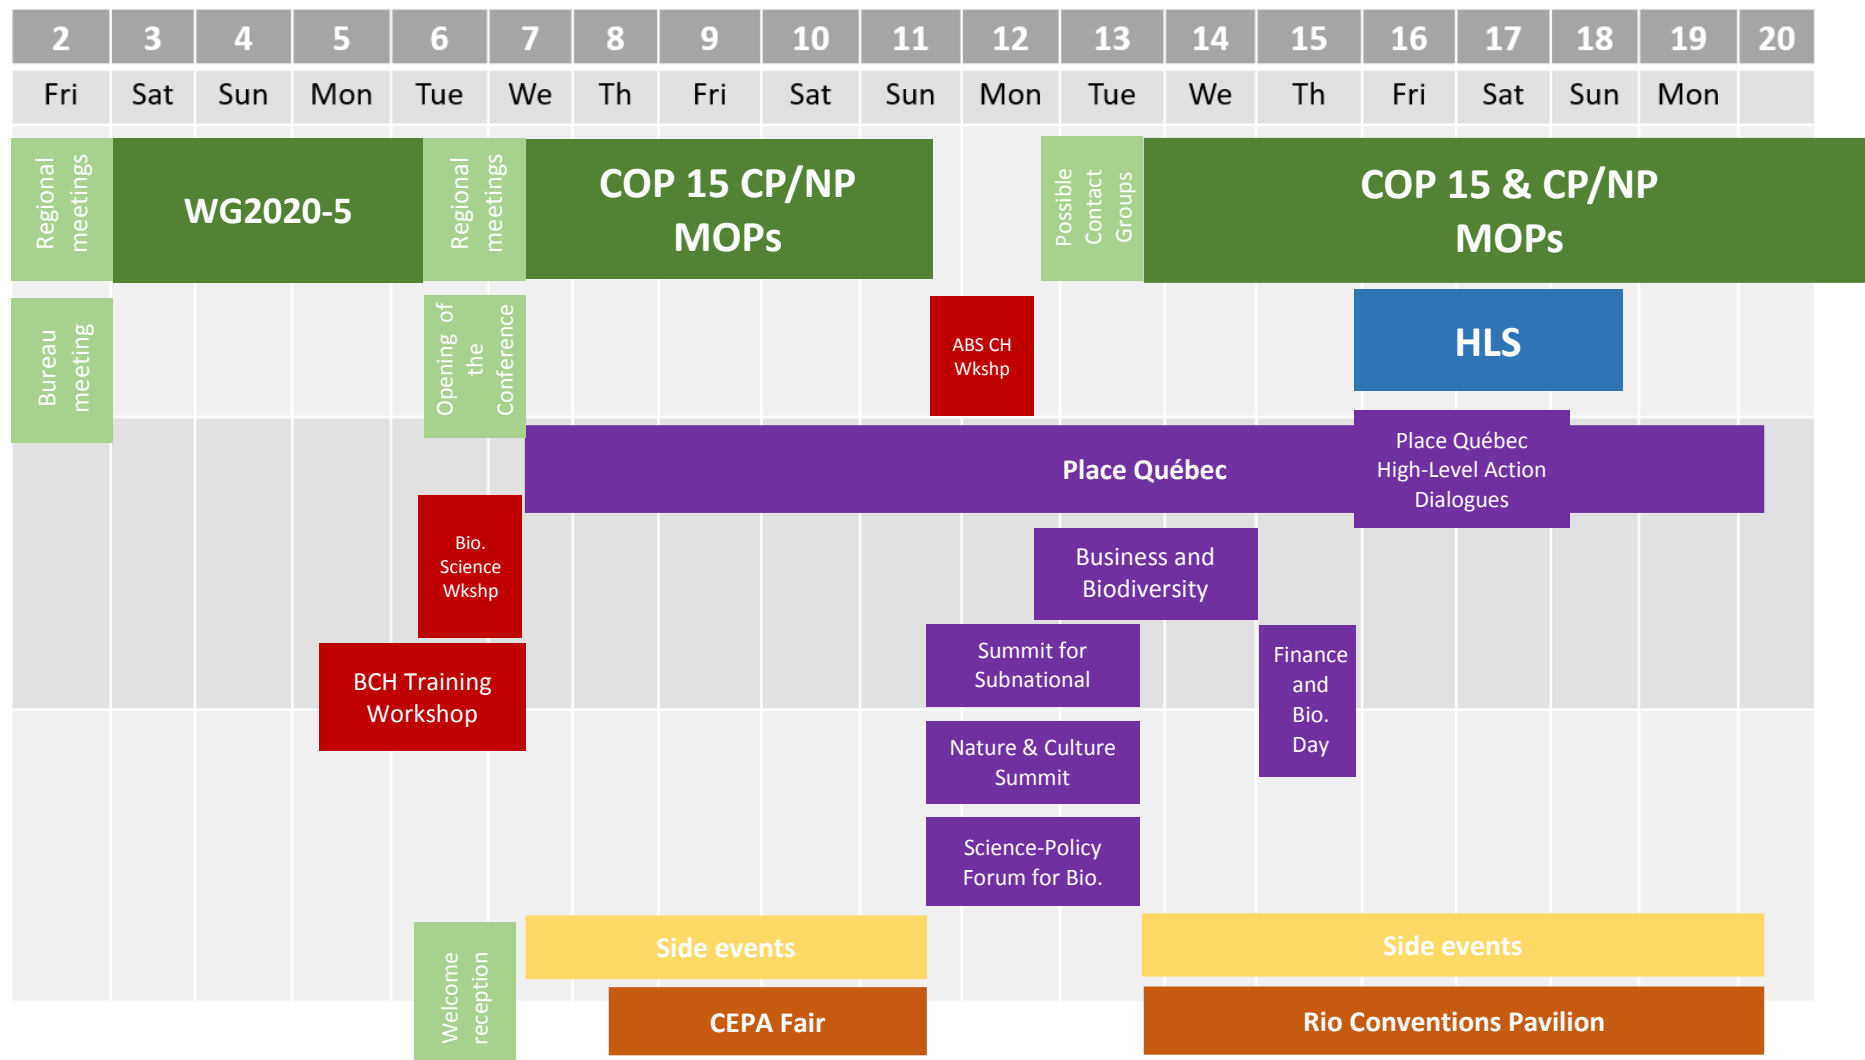 2 3 4 5 6 7 8 9 10 11 12 13 14 15 16 17 18 19 20
Fri Sat Sun Mon Tue We Th Fri Sat Sun Mon Tue We Th Fri Sat Sun Mon
Regional
meetings
WG2020-5
Regional
meetings
COP 15 CP/NP
MOPs
Possible
Contact
Groups
COP 15 & CP/NP
MOPs
Bureau
meeting
Opening of
the
Conference
ABS CH
Wkshp
HLS
Place Québec
Place Québec
High-Level Action
Dialogues
Bio.
Science
Wkshp
Business and
Biodiversity
BCH Training
Workshop
Summit for
Subnational
Finance
and
Bio.
Day
Nature & Culture
Summit
Science-Policy
Forum for Bio.
Welcome
reception
Side events
Side events
CEPA Fair
Rio Conventions Pavilion